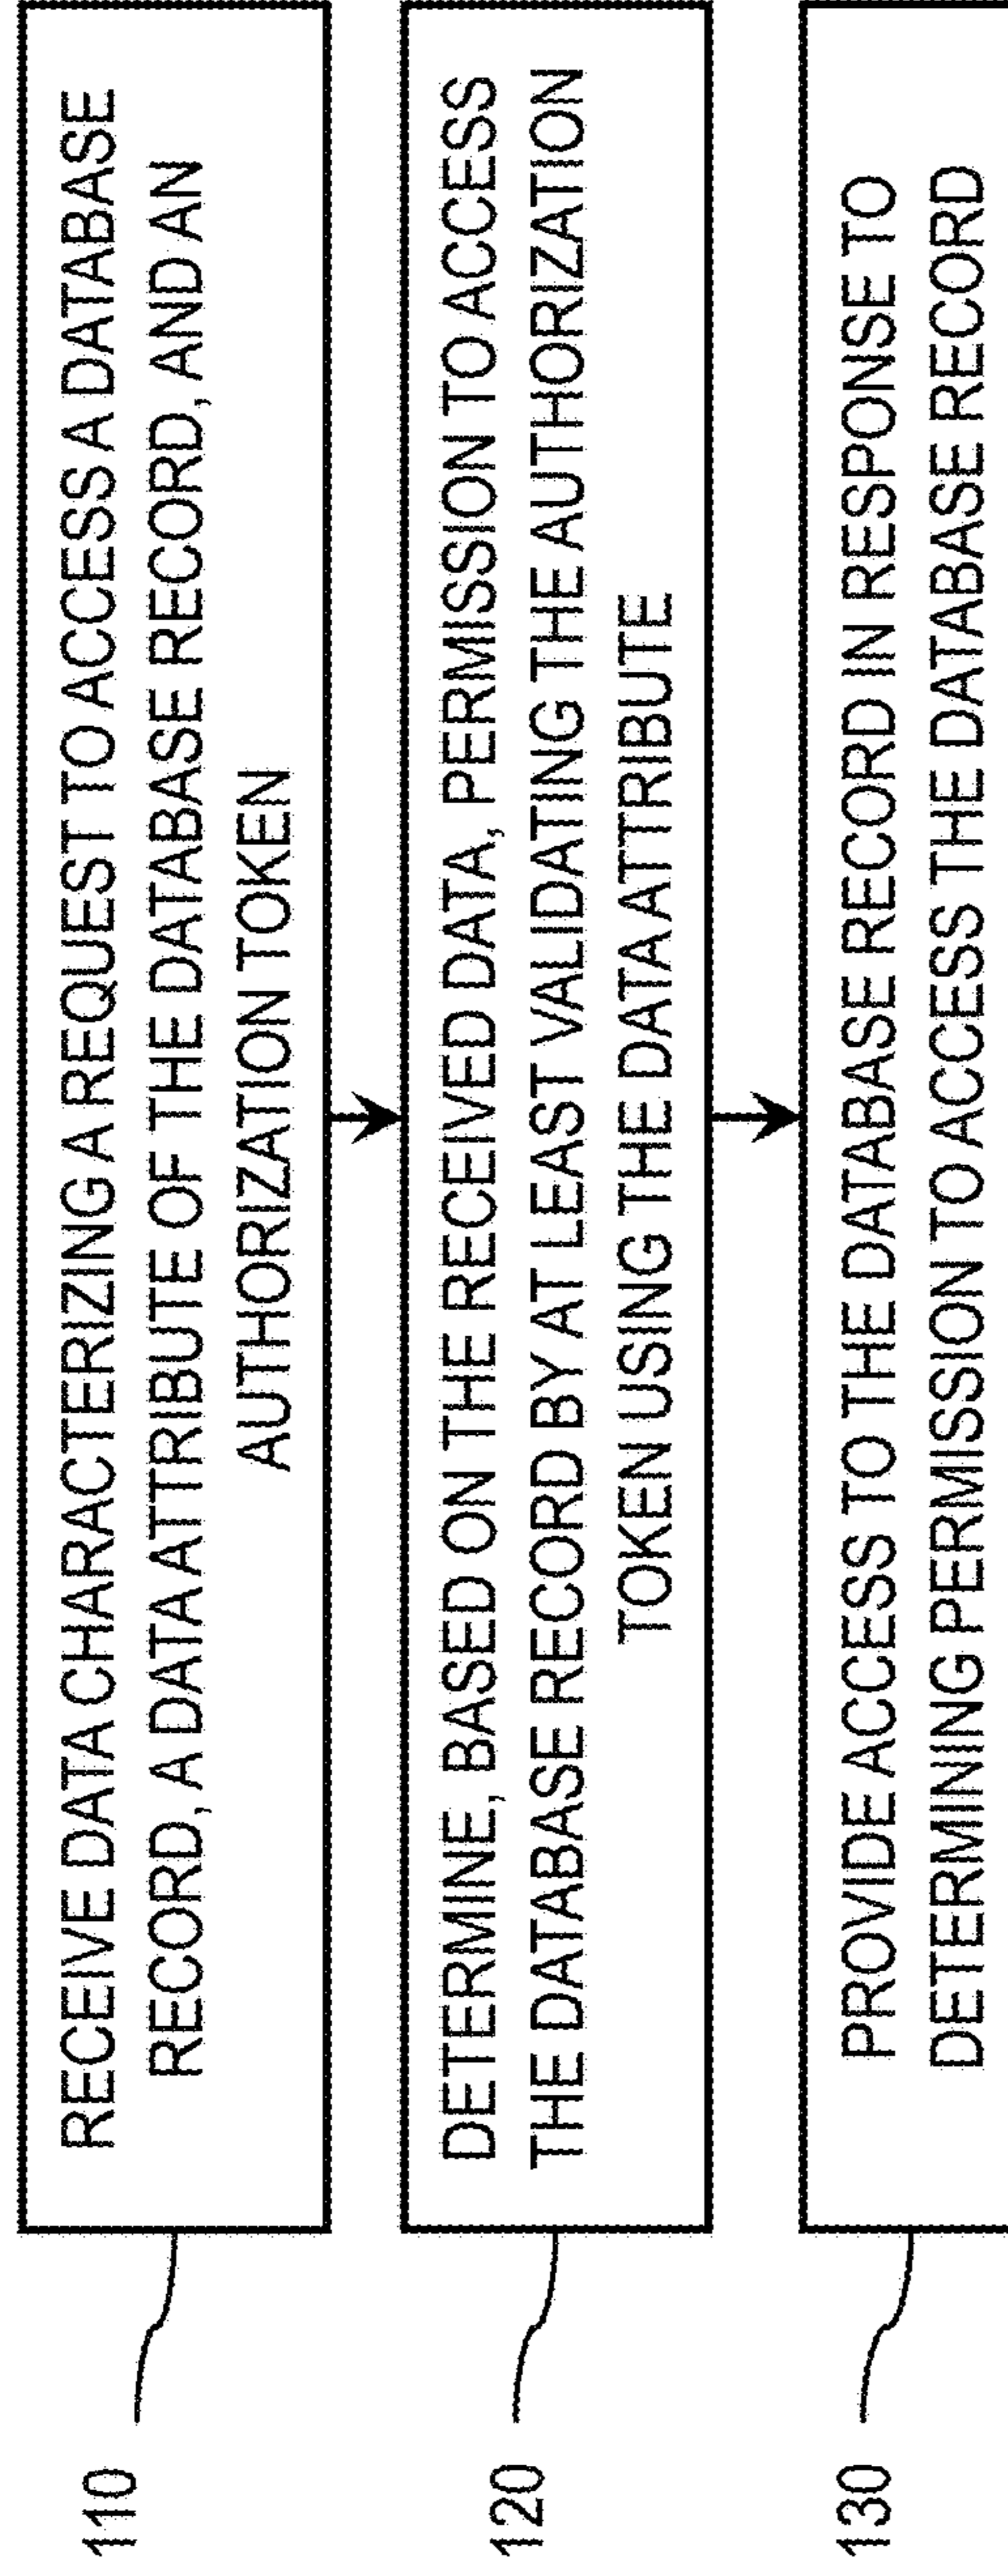 110
RECEIVE DATA CHARACTERIZING A REQUEST TO ACCESS A DATABASE
RECORD, A DATA ATTRIBUTE OF THE DATABASE RECORD, AND AN
AUTHORIZATION TOKEN
120
DETERMINE, BASED ON THE RECEIVED DATA, PERMISSION TO ACCESS
THE DATABASE RECORD BY AT LEAST VALIDATING THE AUTHORIZATION
TOKEN USING THE DATA ATTRIBUTE
130
PROVIDE ACCESS TO THE DATABASE RECORD IN RESPONSE TO
DETERMINING PERMISSION TO ACCESS THE DATABASE RECORD